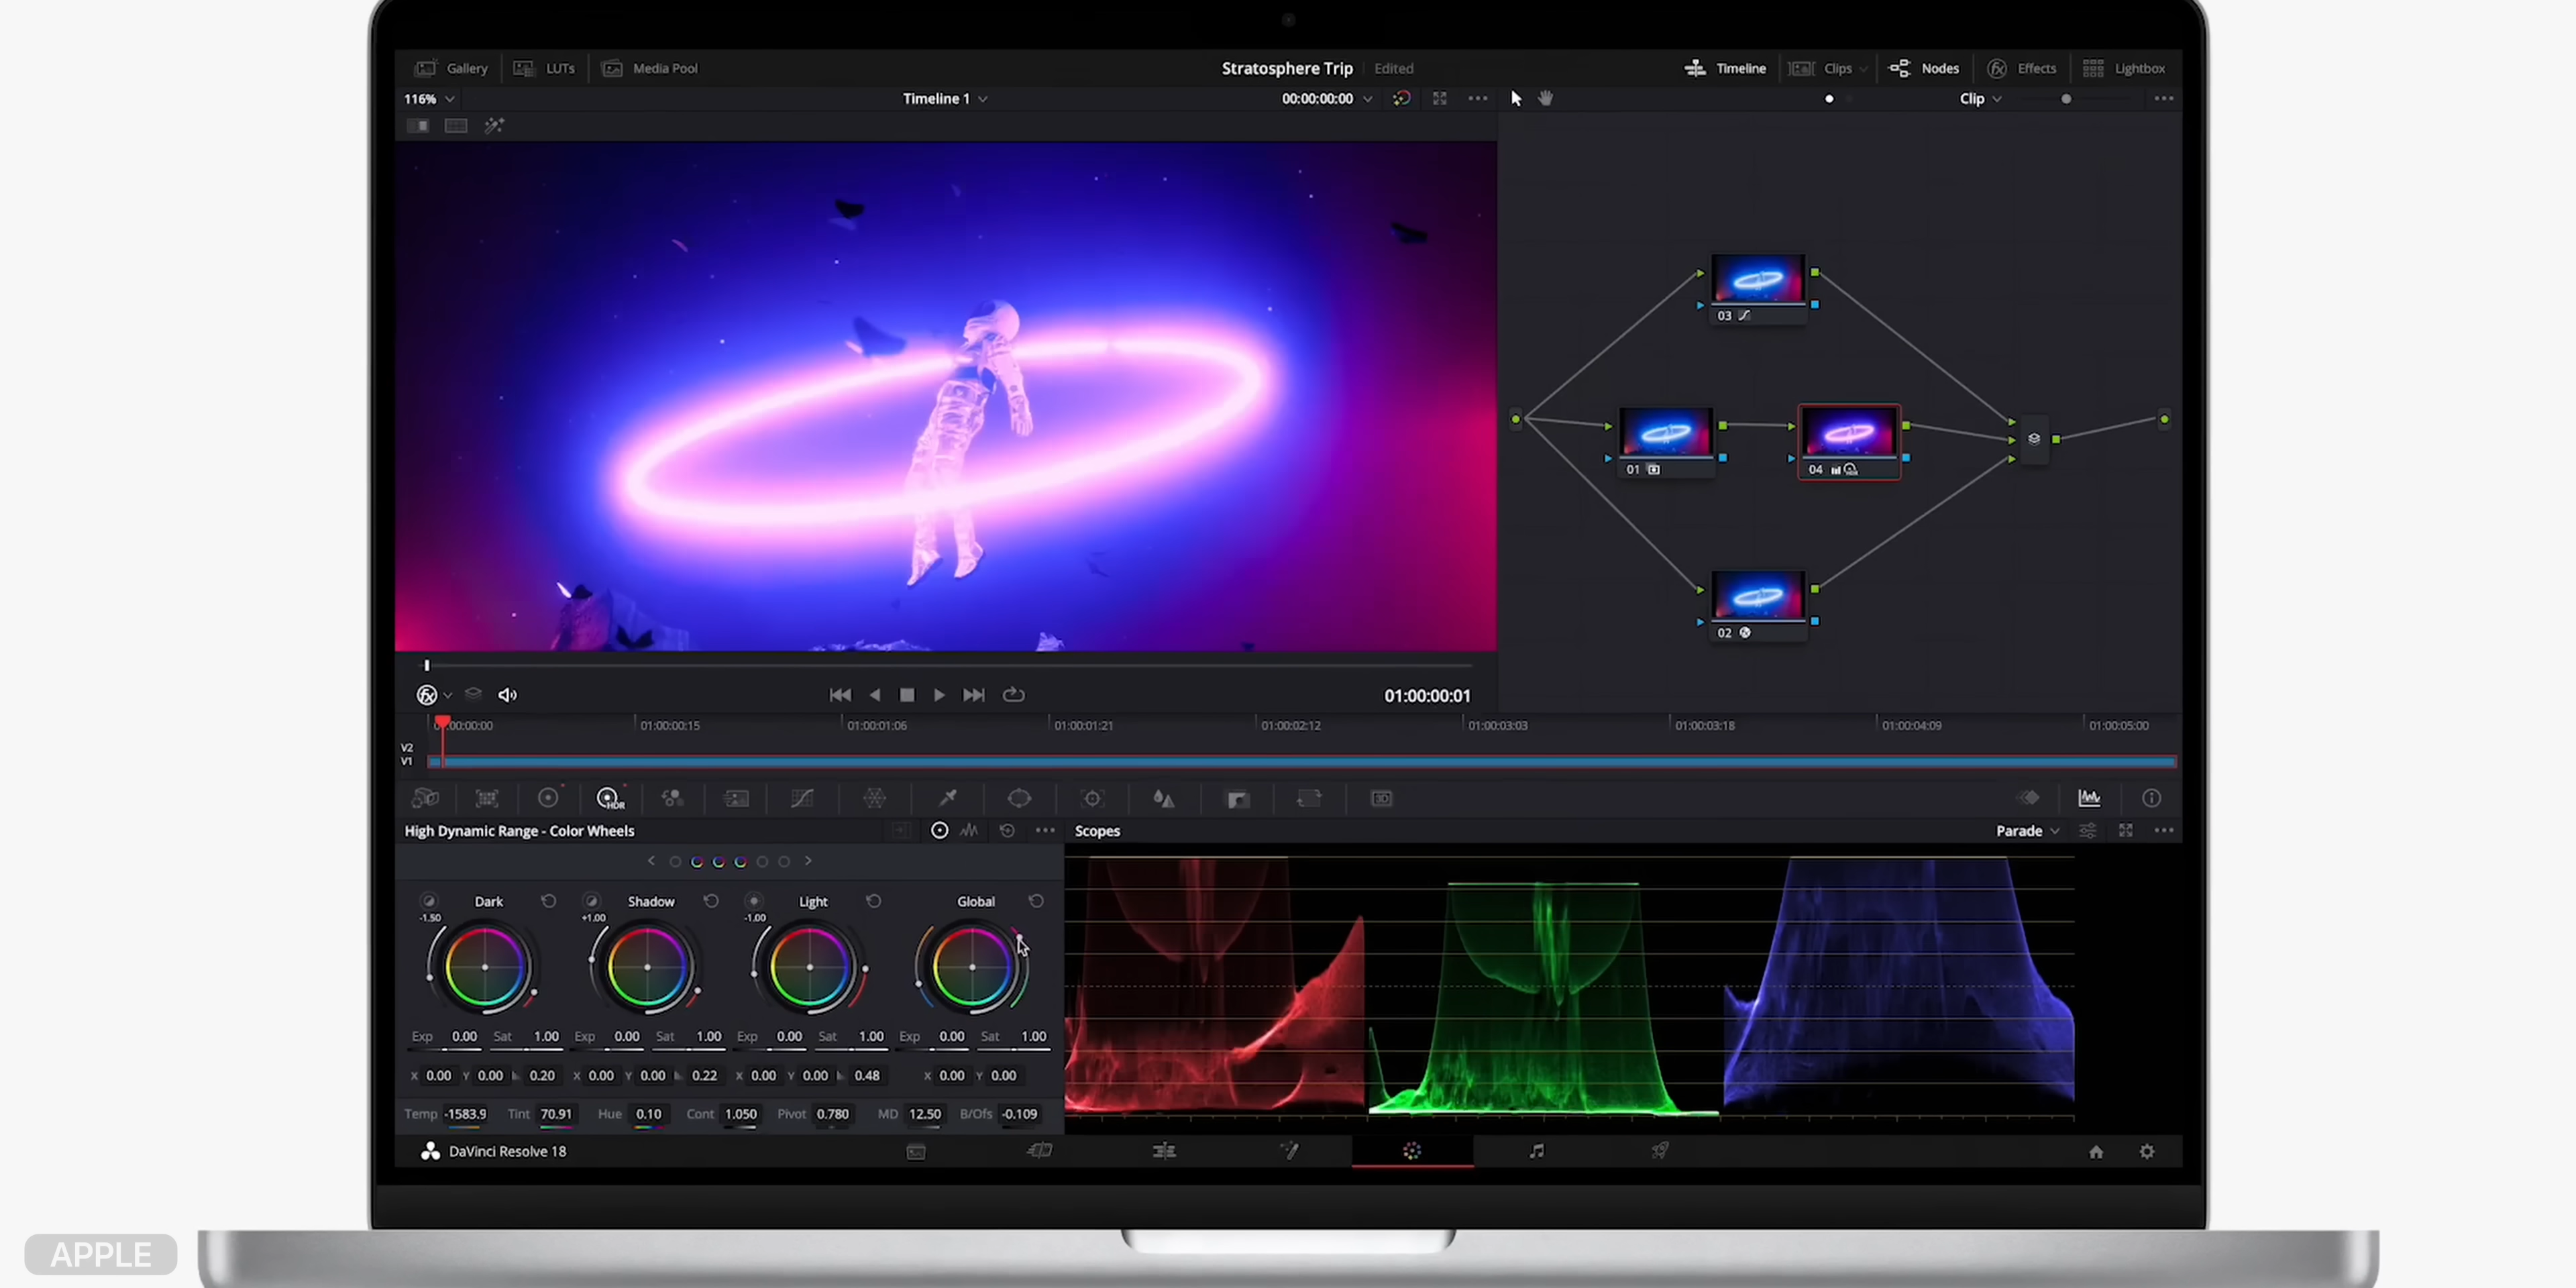 Gallery LUTs Media Pool Stratosphere Trip Edited Timeline Clips Nodes Effects Lightbox
116% Timeline 1 00:00:00:00 Clip
03
01 04
02
01:00:00:01
00:00:00 01:00:00:15 01:00:01:06 01:00:01:21 01:00:02:12 01:00:03:03 01:00:03:18 01:00:04:09 01:00:05:00
V2
V1
HDR 3D
High Dynamic Range - Color Wheels Scopes Parade
Dark Shadow Light Global
-1.50 +1.00 -1.00
Exp 0.00 Sat 1.00 Exp 0.00 Sat 1.00 Exp 0.00 Sat 1.00 Exp 0.00 Sat 1.00
X 0.00 Y 0.00 0.20 X 0.00 Y 0.00 0.22 X 0.00 Y 0.00 0.48 X 0.00 Y 0.00
Temp -1583.9 Tint 70.91 Hue 0.10 Cont 1.050 Pivot 0.780 MD 12.50 B/Ofs -0.109
DaVinci Resolve 18
APPLE